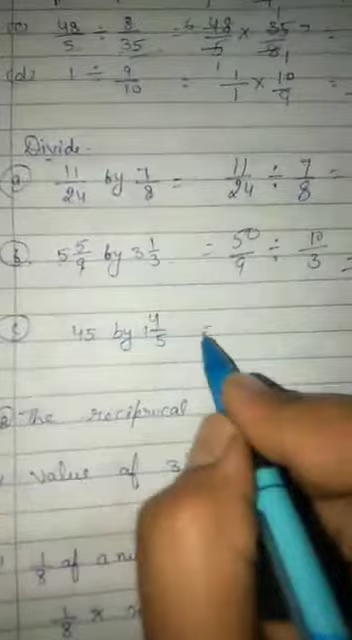 (c) 48/5 ÷ 8/35 = 48/5 × 35/8 =
(d) 1 ÷ 9/10 = 1/1 × 10/9 =
Divide.
(a) 11/24 by 7/8 = 11/24 ÷ 7/8 =
(b) 5 5/9 by 3 1/3 = 50/9 ÷ 10/3 =
(c) 45 by 1 4/5 =
The reciprocal
value of 3
1/8 of a
1/8 ×